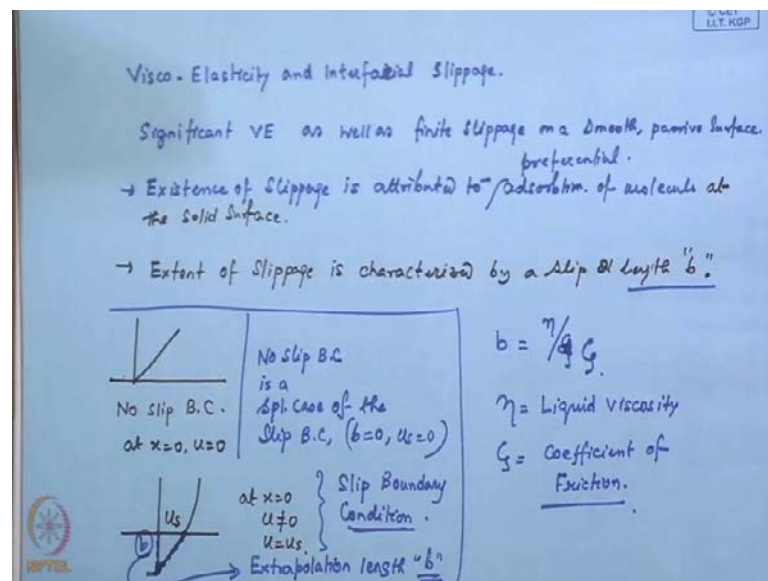 I.I.T. KGP
Visco-Elasticity and Interfacial Slippage.
Significant VE as well as finite slippage on a smooth, passive surface.
preferential.
→ Existence of Slippage is attributed to adsorbtion. of molecule at
the solid surface.
→ Extent of Slippage is characterized by a slip length "b".
No Slip B.C.
at x=0, u=0
No Slip B.C
is a
Spl. Case of the
Slip B.C, (b=0, us=0)
b = η/ζ
η = Liquid Viscosity
ζ = Coefficient of
Friction.
us
b
at x=0
u≠0
u=us.
Slip Boundary
Condition.
→ Extrapolation length "b"
NPTEL